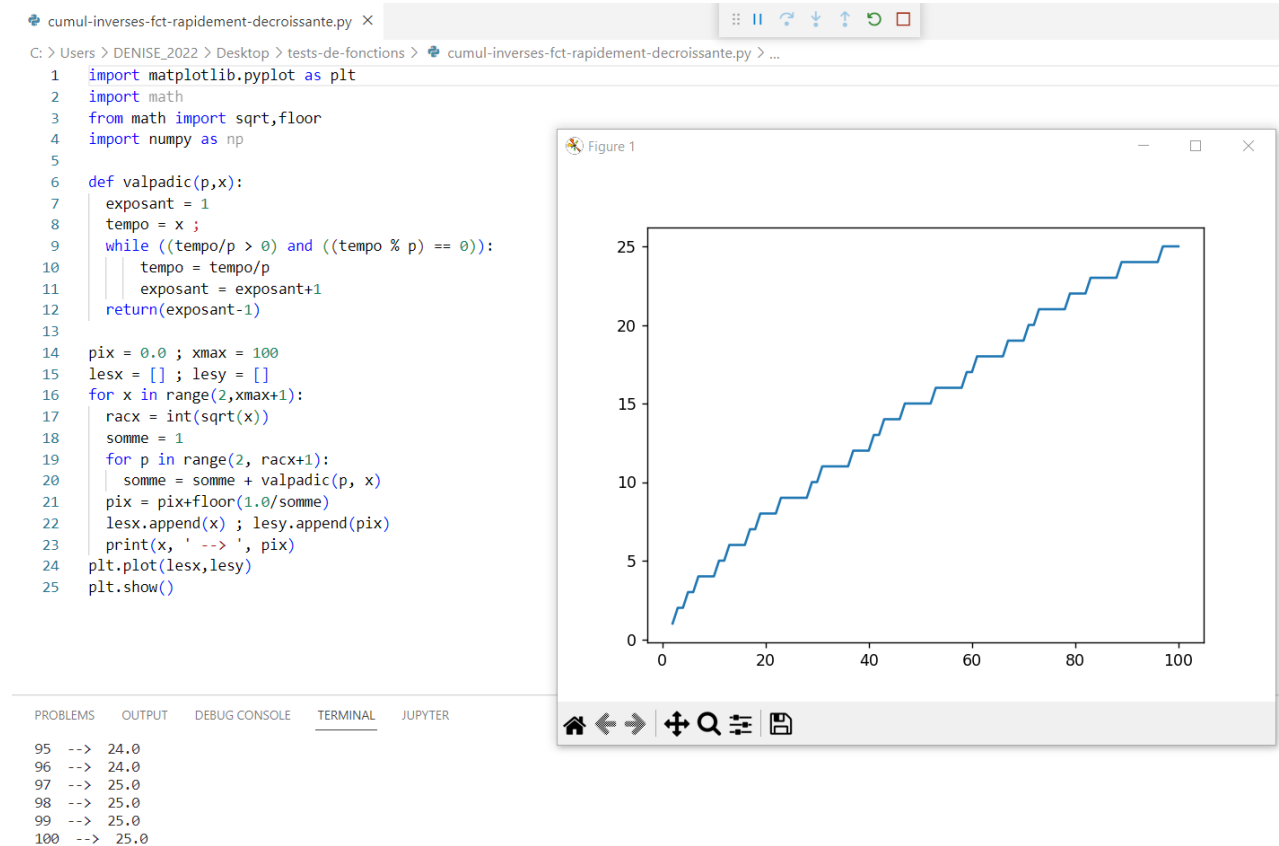 cumul-inverses-fct-rapidement-decroissante.py
C: > Users > DENISE_2022 > Desktop > tests-de-fonctions > cumul-inverses-fct-rapidement-decroissante.py > ...
1 import matplotlib.pyplot as plt
2 import math
3 from math import sqrt,floor
4 import numpy as np
5
6 def valpadic(p,x):
7 exposant = 1
8 tempo = x ;
9 while ((tempo/p > 0) and ((tempo % p) == 0)):
10 tempo = tempo/p
11 exposant = exposant+1
12 return(exposant-1)
13
14 pix = 0.0 ; xmax = 100
15 lesx = [] ; lesy = []
16 for x in range(2,xmax+1):
17 racx = int(sqrt(x))
18 somme = 1
19 for p in range(2, racx+1):
20 somme = somme + valpadic(p, x)
21 pix = pix+floor(1.0/somme)
22 lesx.append(x) ; lesy.append(pix)
23 print(x, ' --> ', pix)
24 plt.plot(lesx,lesy)
25 plt.show()
Figure 1
25
20
15
10
5
0
0 20 40 60 80 100
PROBLEMS OUTPUT DEBUG CONSOLE TERMINAL JUPYTER
95 --> 24.0
96 --> 24.0
97 --> 25.0
98 --> 25.0
99 --> 25.0
100 --> 25.0